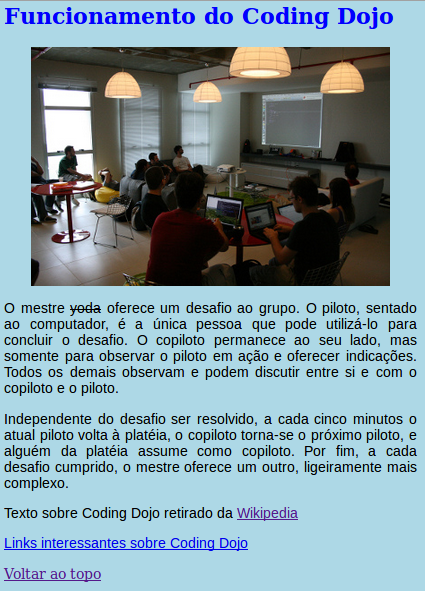 Funcionamento do Coding Dojo
O mestre yoda oferece um desafio ao grupo. O piloto, sentado
ao computador, é a única pessoa que pode utilizá-lo para
concluir o desafio. O copiloto permanece ao seu lado, mas
somente para observar o piloto em ação e oferecer indicações.
Todos os demais observam e podem discutir entre si e com o
copiloto e o piloto.
Independente do desafio ser resolvido, a cada cinco minutos o
atual piloto volta à platéia, o copiloto torna-se o próximo piloto, e
alguém da platéia assume como copiloto. Por fim, a cada
desafio cumprido, o mestre oferece um outro, ligeiramente mais
complexo.
Texto sobre Coding Dojo retirado da Wikipedia
Links interessantes sobre Coding Dojo
Voltar ao topo